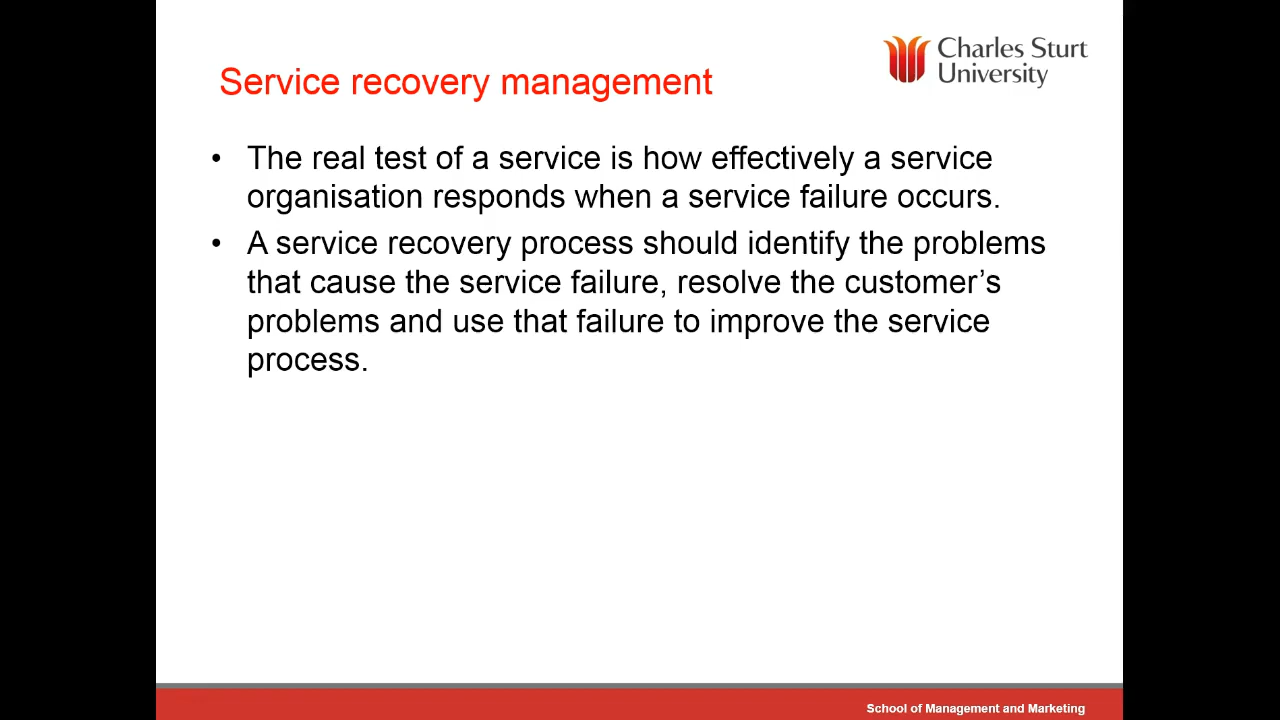 Charles Sturt
University
Service recovery management
• The real test of a service is how effectively a service
organisation responds when a service failure occurs.
• A service recovery process should identify the problems
that cause the service failure, resolve the customer’s
problems and use that failure to improve the service
process.
School of Management and Marketing